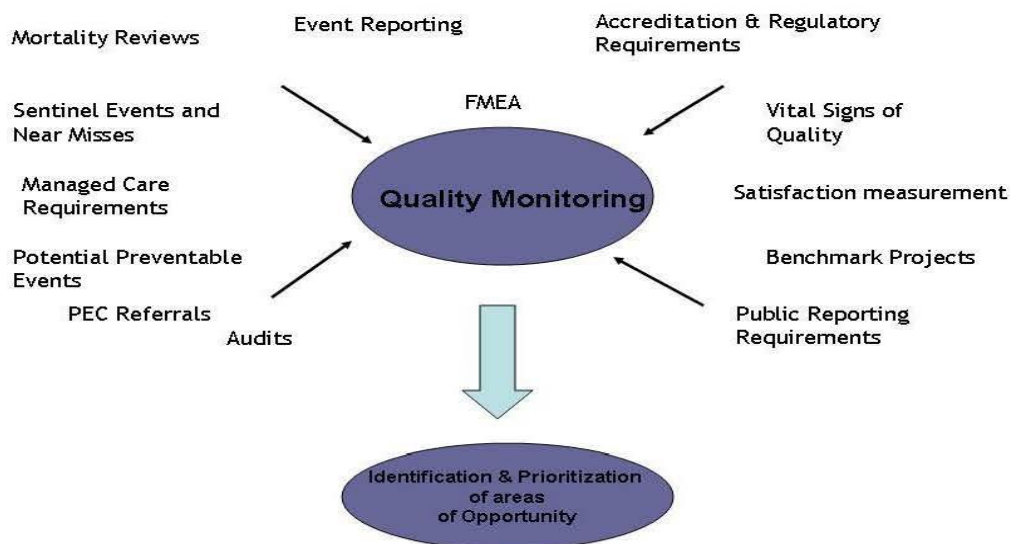 Mortality Reviews
Event Reporting
Accreditation & Regulatory
Requirements
FMEA
Sentinel Events and
Near Misses
Vital Signs of
Quality
Managed Care
Requirements
Quality Monitoring
Satisfaction measurement
Potential Preventable
Events
Benchmark Projects
PEC Referrals
Audits
Public Reporting
Requirements
Identification & Prioritization
of areas
of Opportunity